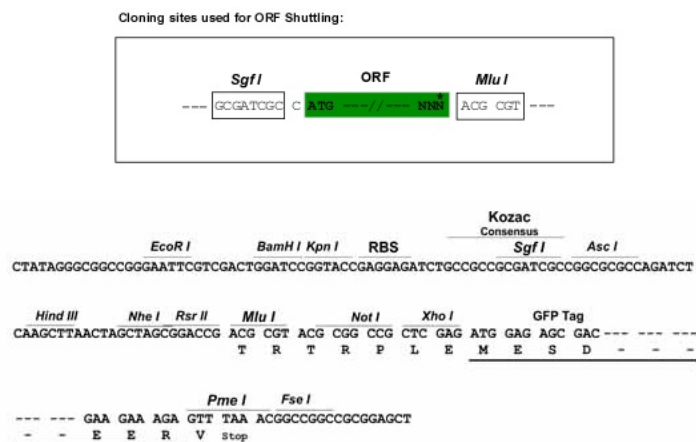 Cloning sites used for ORF Shuttling:
Sgf I ORF Mlu I
--- GCGATCGC C ATG ---//--- NNN* ACG CGT ---
Kozac
Consensus
EcoR I BamH I Kpn I RBS Sgf I Asc I
CTATAGGGCGGCCGGGAATTCGTCGACTGGATCCGGTACCGAGGAGATCTGCCGCCGCGATCGCCGGCGCGCCAGATCT
Hind III Nhe I Rsr II Mlu I Not I Xho I GFP Tag
CAAGCTTAACTAGCTAGCGGACCG ACG CGT ACG CGG CCG CTC GAG ATG GAG AGC GAC --- ---
T R T R P L E M E S D - - -
Pme I Fse I
--- --- GAA GAA AGA GTT TAA ACGGCCGGCCGCGGAGCT
- - E E R V Stop